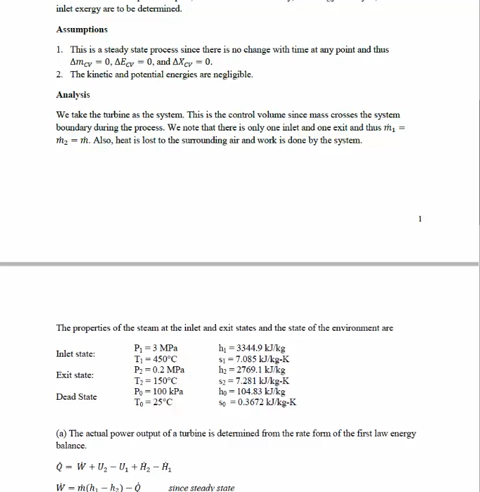 inlet exergy are to be determined.
Assumptions
1. This is a steady state process since there is no change with time at any point and thus
Δm_CV = 0, ΔE_CV = 0, and ΔX_CV = 0.
2. The kinetic and potential energies are negligible.
Analysis
We take the turbine as the system. This is the control volume since mass crosses the system
boundary during the process. We note that there is only one inlet and one exit and thus ṁ₁ =
ṁ₂ = ṁ. Also, heat is lost to the surrounding air and work is done by the system.
1
The properties of the steam at the inlet and exit states and the state of the environment are
Inlet state: P₁ = 3 MPa h₁ = 3344.9 kJ/kg
T₁ = 450°C s₁ = 7.085 kJ/kg-K
Exit state: P₂ = 0.2 MPa h₂ = 2769.1 kJ/kg
T₂ = 150°C s₂ = 7.281 kJ/kg-K
Dead State P₀ = 100 kPa h₀ = 104.83 kJ/kg
T₀ = 25°C s₀ = 0.3672 kJ/kg-K
(a) The actual power output of a turbine is determined from the rate form of the first law energy
balance.
Q̇ = Ẇ + U₂ − U₁ + Ḣ₂ − Ḣ₁
Ẇ = ṁ(h₁ − h₂) − Q̇ since steady state